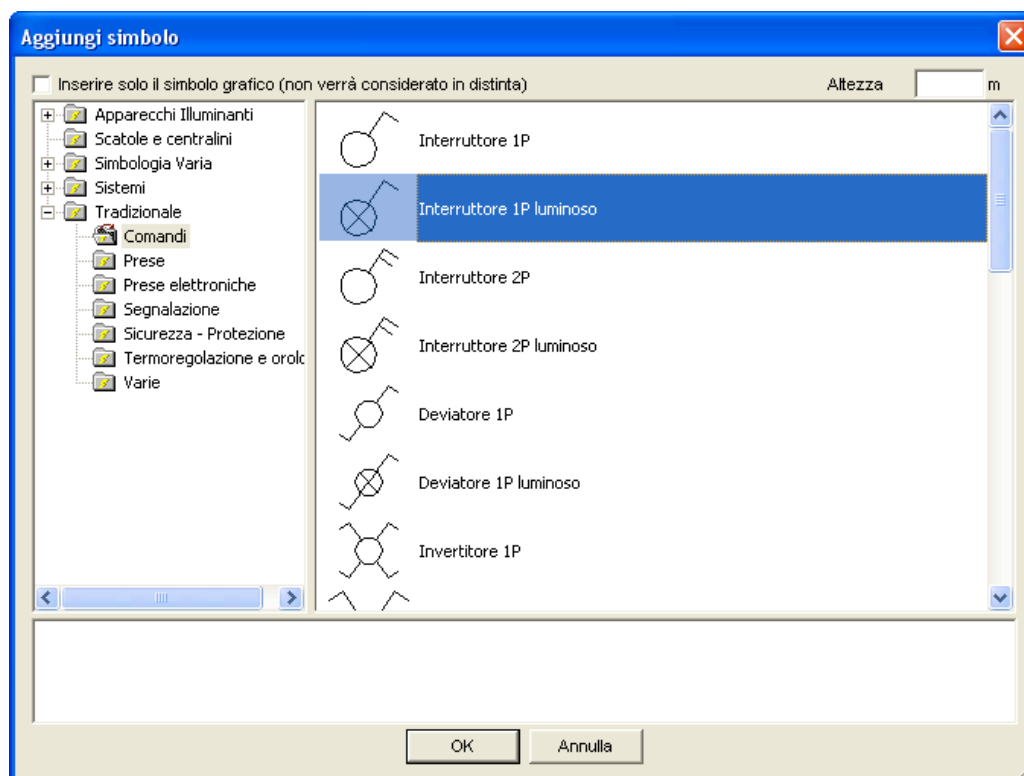 Aggiungi simbolo
Inserire solo il simbolo grafico (non verrà considerato in distinta)
Altezza
m
Apparecchi Illuminanti
Scatole e centralini
Simbologia Varia
Sistemi
Tradizionale
Comandi
Prese
Prese elettroniche
Segnalazione
Sicurezza - Protezione
Termoregolazione e orolo
Varie
Interruttore 1P
Interruttore 1P luminoso
Interruttore 2P
Interruttore 2P luminoso
Deviatore 1P
Deviatore 1P luminoso
Invertitore 1P
OK
Annulla